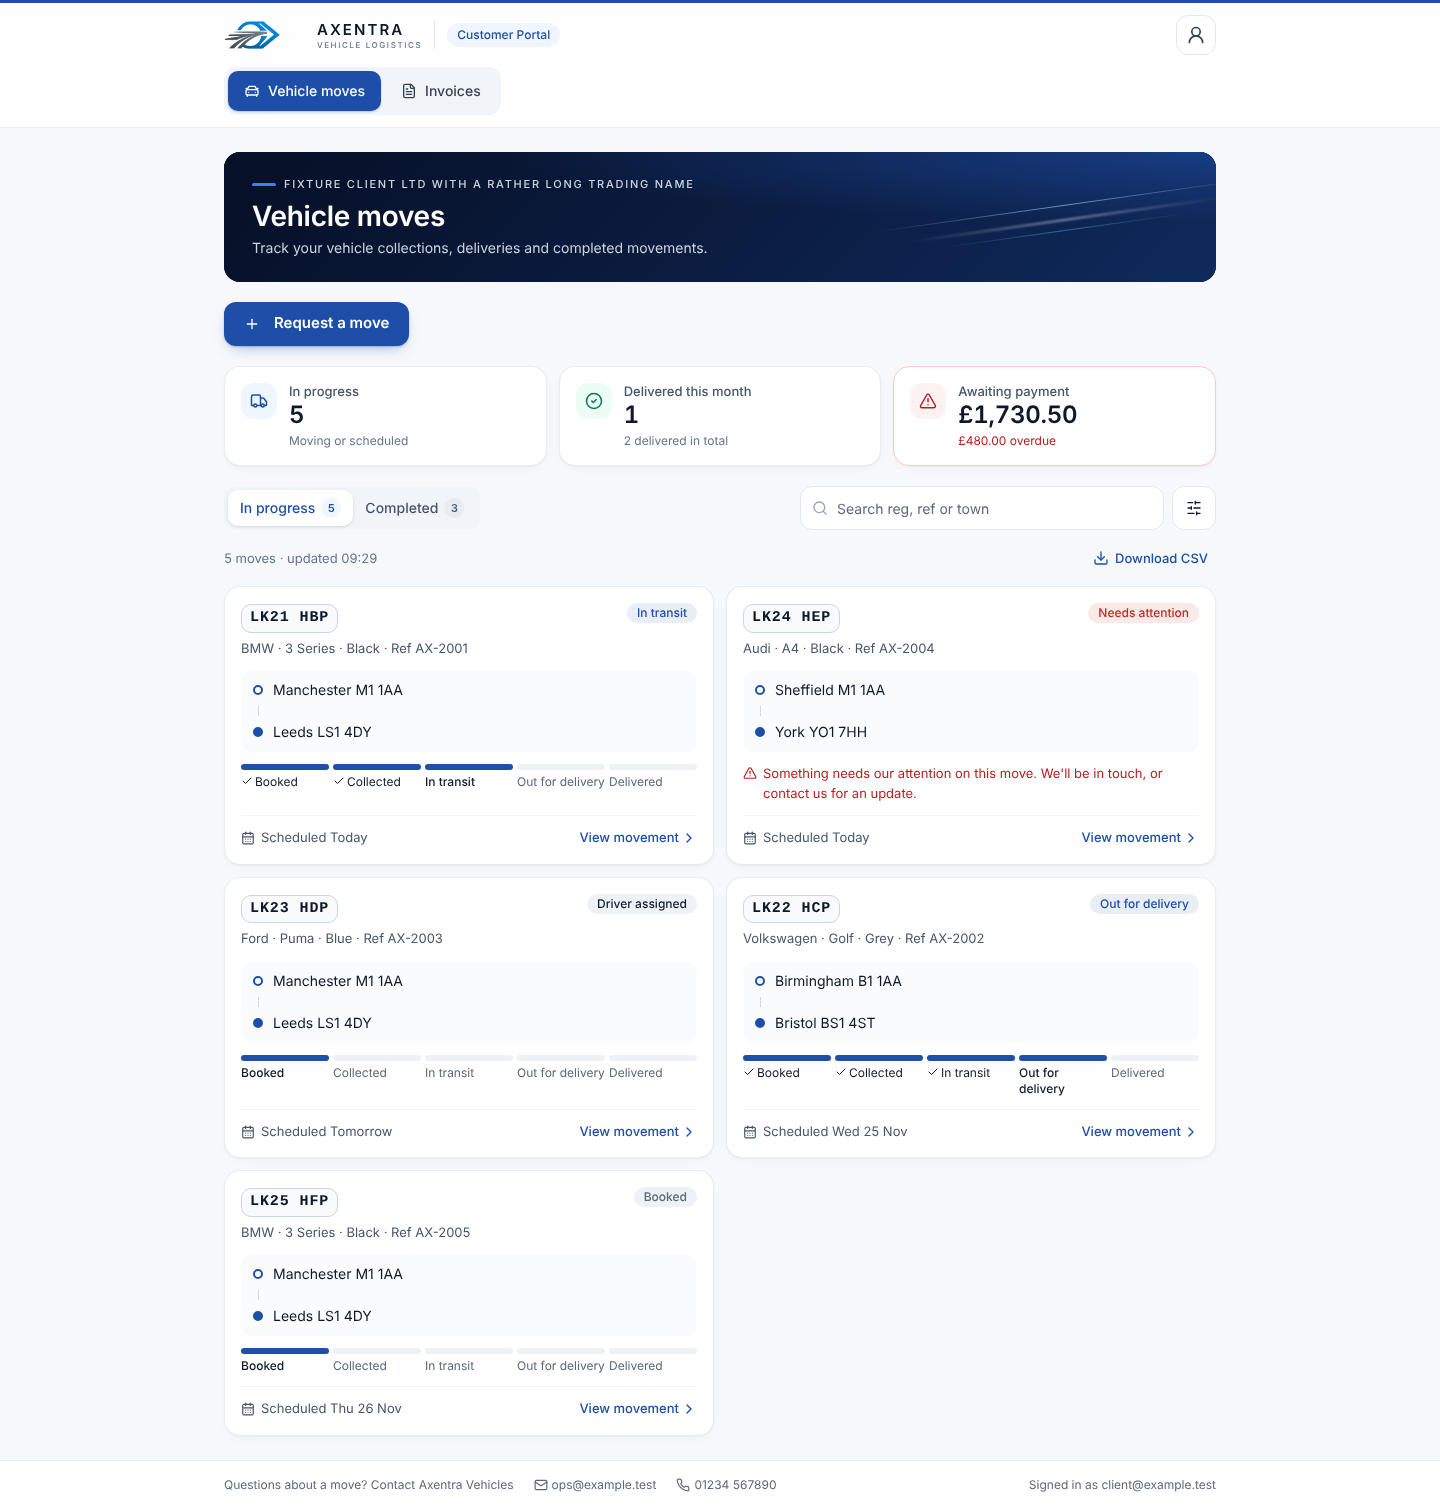 AXENTRA
VEHICLE LOGISTICS
Customer Portal
Vehicle moves
Invoices
FIXTURE CLIENT LTD WITH A RATHER LONG TRADING NAME
Vehicle moves
Track your vehicle collections, deliveries and completed movements.
Request a move
In progress
5
Moving or scheduled
Delivered this month
1
2 delivered in total
Awaiting payment
£1,730.50
£480.00 overdue
In progress 5
Completed 3
Search reg, ref or town
5 moves · updated 09:29
Download CSV
LK21 HBP
In transit
BMW · 3 Series · Black · Ref AX-2001
Manchester M1 1AA
Leeds LS1 4DY
Booked Collected In transit Out for delivery Delivered
Scheduled Today
View movement
LK24 HEP
Needs attention
Audi · A4 · Black · Ref AX-2004
Sheffield M1 1AA
York YO1 7HH
Something needs our attention on this move. We'll be in touch, or
contact us for an update.
Scheduled Today
View movement
LK23 HDP
Driver assigned
Ford · Puma · Blue · Ref AX-2003
Manchester M1 1AA
Leeds LS1 4DY
Booked Collected In transit Out for delivery Delivered
Scheduled Tomorrow
View movement
LK22 HCP
Out for delivery
Volkswagen · Golf · Grey · Ref AX-2002
Birmingham B1 1AA
Bristol BS1 4ST
Booked Collected In transit Out for delivery Delivered
Scheduled Wed 25 Nov
View movement
LK25 HFP
Booked
BMW · 3 Series · Black · Ref AX-2005
Manchester M1 1AA
Leeds LS1 4DY
Booked Collected In transit Out for delivery Delivered
Scheduled Thu 26 Nov
View movement
Questions about a move? Contact Axentra Vehicles
ops@example.test
01234 567890
Signed in as client@example.test